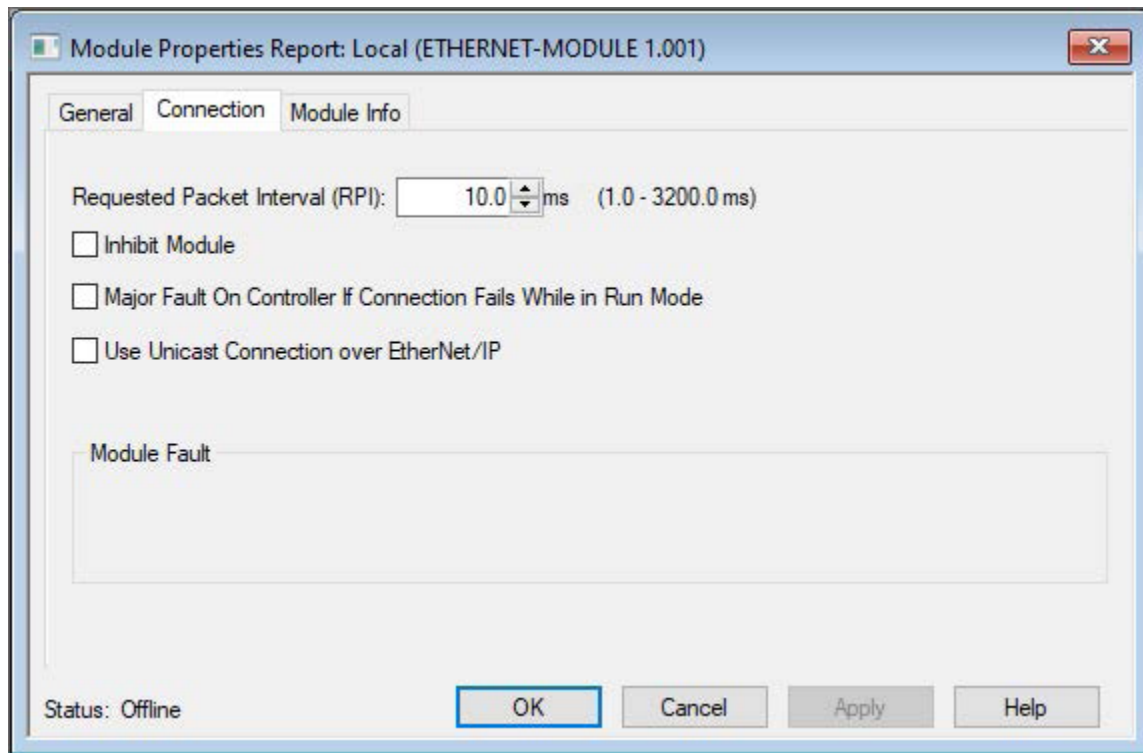 Module Properties Report: Local (ETHERNET-MODULE 1.001)
General Connection Module Info
Requested Packet Interval (RPI): 10.0 ms (1.0 - 3200.0 ms)
Inhibit Module
Major Fault On Controller If Connection Fails While in Run Mode
Use Unicast Connection over EtherNet/IP
Module Fault
Status: Offline OK Cancel Apply Help